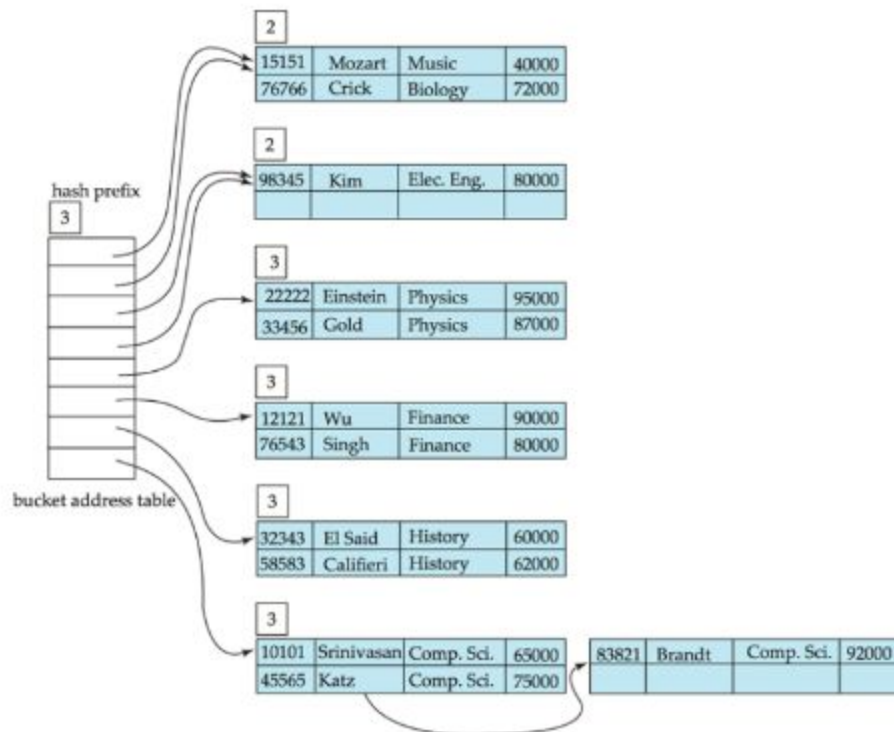 2
15151 Mozart Music 40000
76766 Crick Biology 72000
2
98345 Kim Elec. Eng. 80000
hash prefix
3
3
22222 Einstein Physics 95000
33456 Gold Physics 87000
3
12121 Wu Finance 90000
76543 Singh Finance 80000
bucket address table
3
32343 El Said History 60000
58583 Califieri History 62000
3
10101 Srinivasan Comp. Sci. 65000
45565 Katz Comp. Sci. 75000
83821 Brandt Comp. Sci. 92000